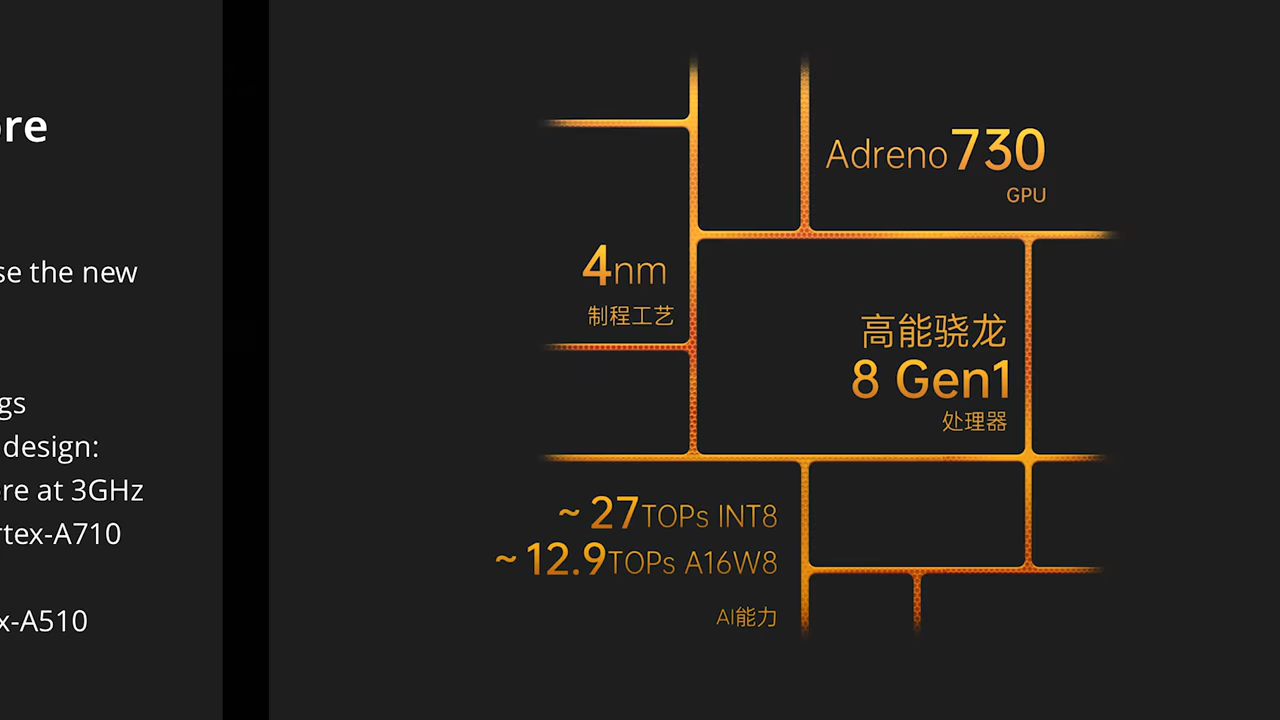 ore
se the new
gs
design:
re at 3GHz
rtex-A710
x-A510
Adreno 730
GPU
4nm
制程工艺
高能骁龙
8 Gen1
处理器
~ 27TOPs INT8
~ 12.9TOPs A16W8
AI能力